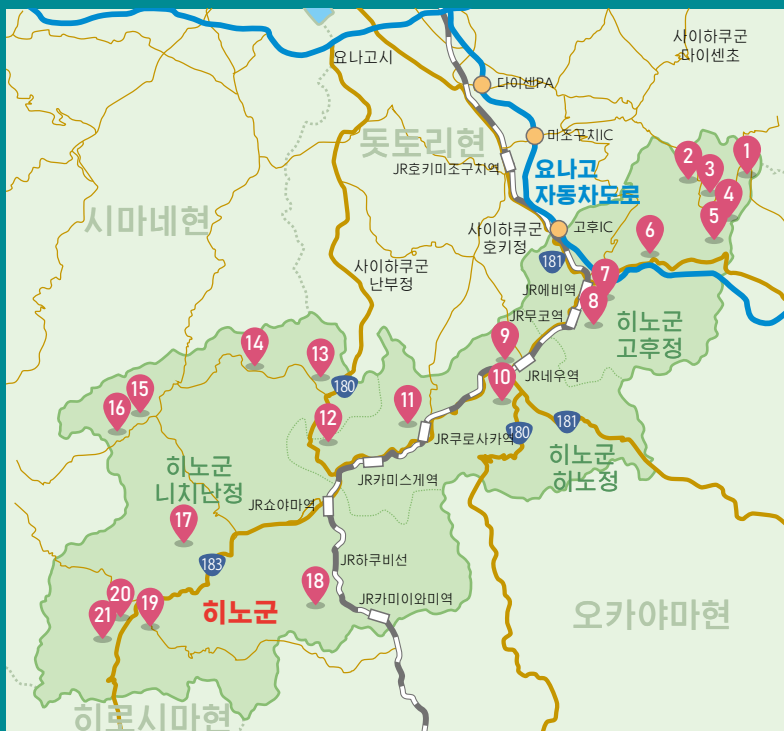 사이하쿠군
다이센초
요나고시
다이센PA
돗토리현
미조구치IC
JR호키미조구치역
요나고
자동차도로
1
2
3
4
5
6
시마네현
사이하쿠군
호키정
고후IC
181
사이하쿠군
난부정
7
JR에비역
8
JR무코역
히노군
고후정
9
14
13
180
JR네우역
10
15
16
11
12
180
181
JR쿠로사카역
히노군
니치난정
히노군
히노정
JR카미스게역
JR쇼야마역
17
183
JR하쿠비선
18
JR카미이와미역
20
19
21
히노군
오카야마현
히로시마현